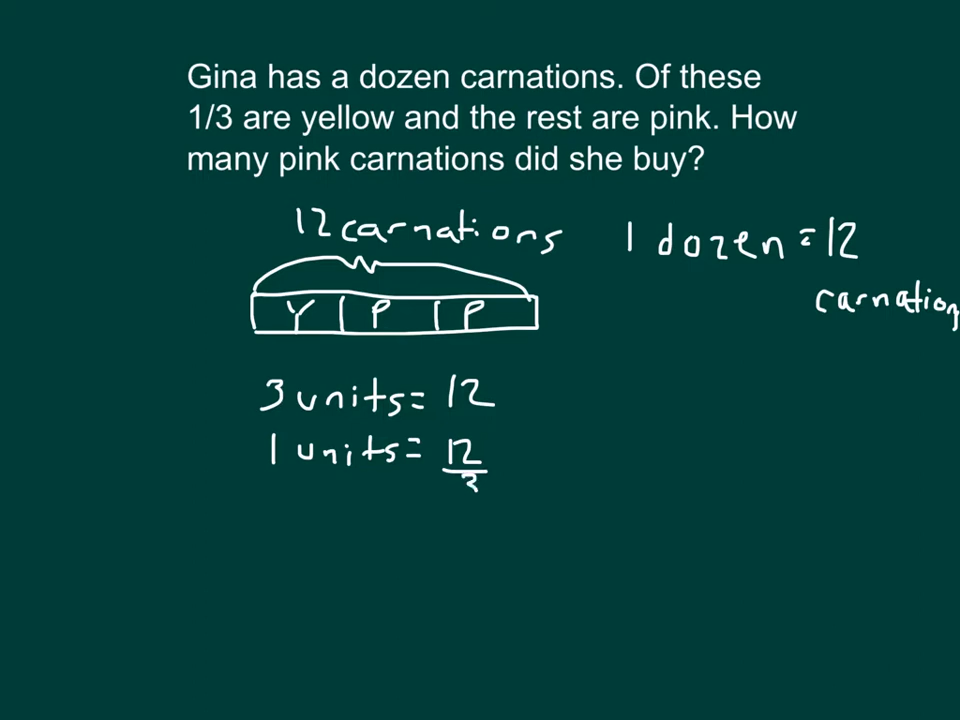 Gina has a dozen carnations. Of these
1/3 are yellow and the rest are pink. How
many pink carnations did she buy?
12 carnations
1 dozen = 12
carnations
Y P P
3 units = 12
1 units = 12/3